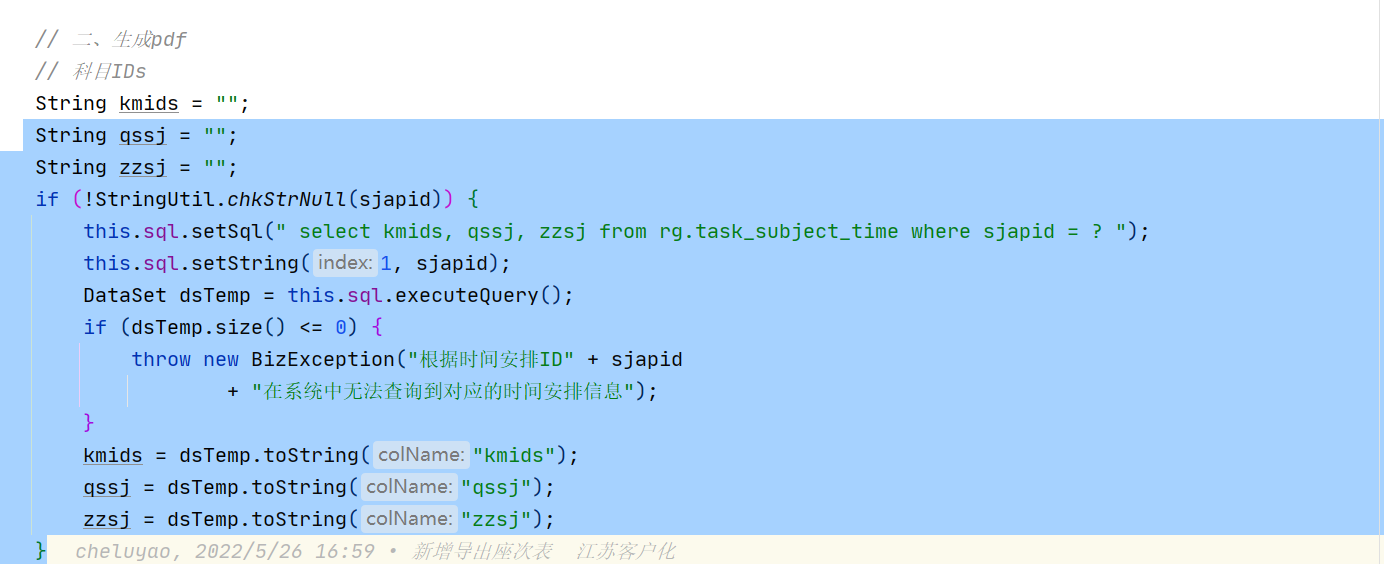 // 二、生成pdf
// 科目IDs
String kmids = "";
String qssj = "";
String zzsj = "";
if (!StringUtil.chkStrNull(sjapid)) {
this.sql.setSql(" select kmids, qssj, zzsj from rg.task_subject_time where sjapid = ? ");
this.sql.setString( index: 1, sjapid);
DataSet dsTemp = this.sql.executeQuery();
if (dsTemp.size() <= 0) {
throw new BizException("根据时间安排ID" + sjapid
+ "在系统中无法查询到对应的时间安排信息");
}
kmids = dsTemp.toString( colName: "kmids");
qssj = dsTemp.toString( colName: "qssj");
zzsj = dsTemp.toString( colName: "zzsj");
} cheluyao, 2022/5/26 16:59 • 新增导出座次表 江苏客户化